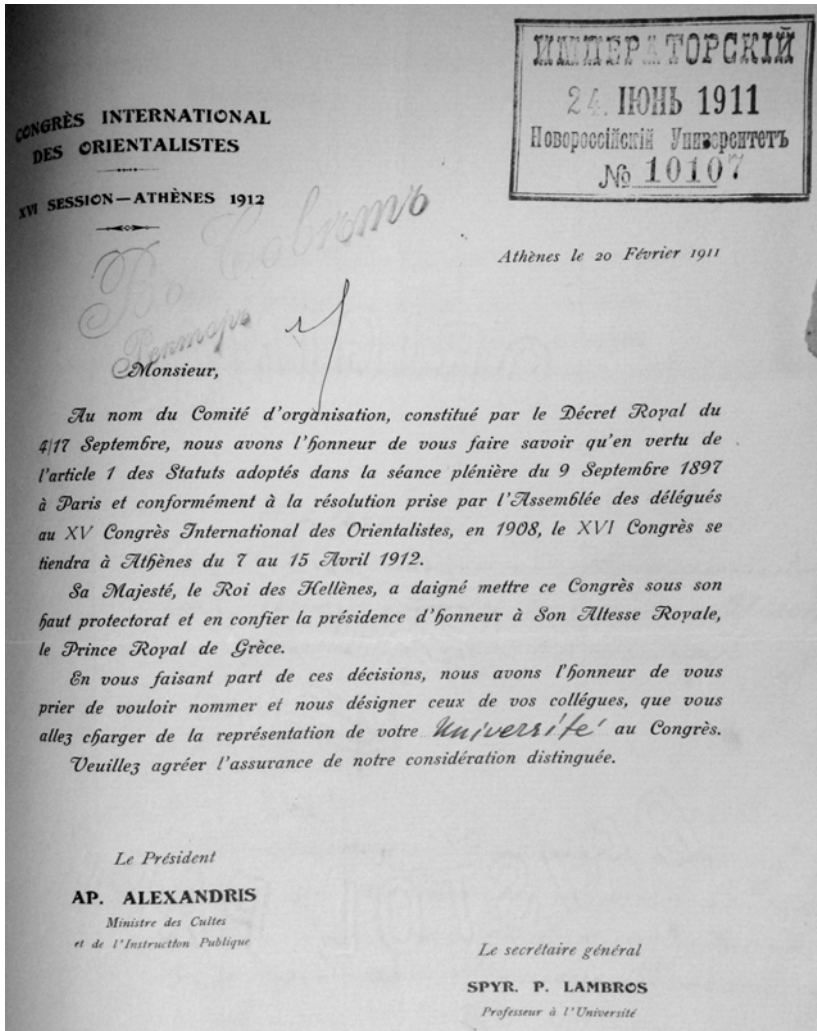 CONGRÈS INTERNATIONAL
DES ORIENTALISTES
XVI SESSION—ATHÈNES 1912
ИМПЕРАТОРСКІЙ
24. ІЮНЬ 1911
Новороссійскій Университетъ
№ 10107
Въ Совѣтъ
Ректоръ
Athènes le 20 Février 1911
Monsieur,
Au nom du Comité d'organisation, constitué par le Décret Royal du
4|17 Septembre, nous avons l'honneur de vous faire savoir qu'en vertu de
l'article 1 des Statuts adoptés dans la séance plénière du 9 Septembre 1897
à Paris et conformément à la résolution prise par l'Assemblée des délégués
au XV Congrès International des Orientalistes, en 1908, le XVI Congrès se
tiendra à Athènes du 7 au 15 Avril 1912.
Sa Majesté, le Roi des Hellènes, a daigné mettre ce Congrès sous son
haut protectorat et en confier la présidence d'honneur à Son Altesse Royale,
le Prince Royal de Grèce.
En vous faisant part de ces décisions, nous avons l'honneur de vous
prier de vouloir nommer et nous désigner ceux de vos collégues, que vous
allez charger de la représentation de votre Université au Congrès.
Veuillez agréer l'assurance de notre considération distinguée.
Le Président
AP. ALEXANDRIS
Ministre des Cultes
et de l'Instruction Publique
Le secrétaire général
SPYR. P. LAMBROS
Professeur à l'Université